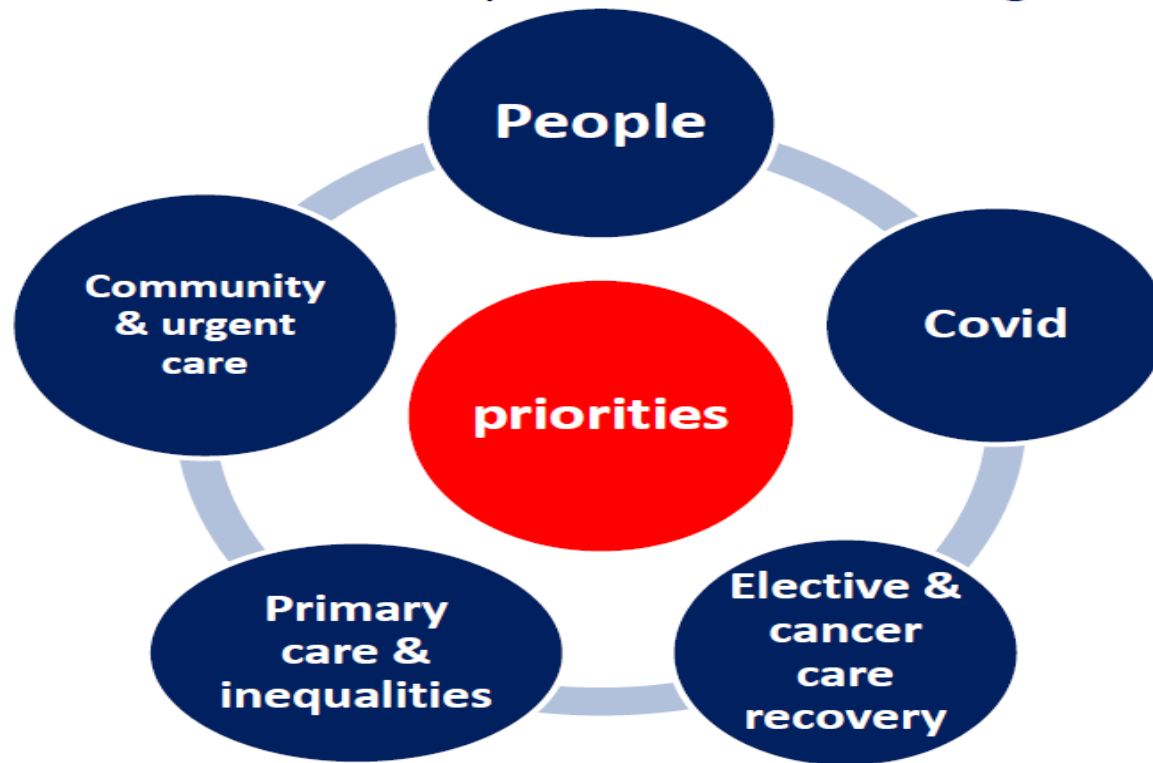 People
Community
& urgent
care
Covid
priorities
Primary
care &
inequalities
Elective &
cancer
care
recovery